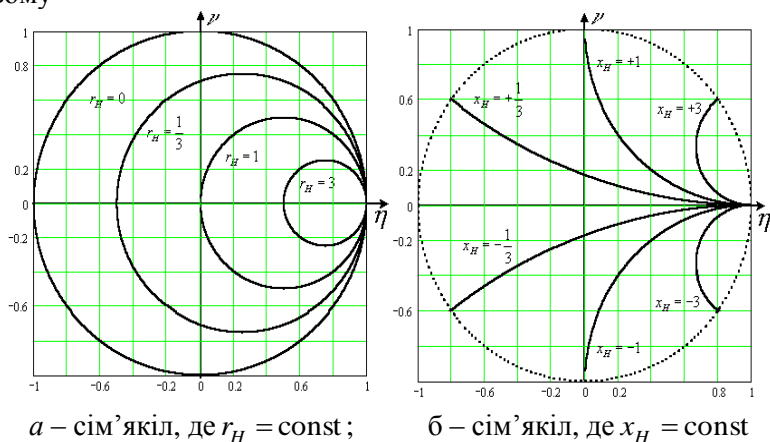 ому
ν
1
0.8
r_H = 0
r_H = 1/3
r_H = 1
0.2
r_H = 3
0
η
−0.2
−0.6
−1
−0.6
−0.2
0
0.2
0.6
1
ν
1
x_H = +1
x_H = +1/3
x_H = +3
0.6
0.2
0
η
−0.2
x_H = −1/3
x_H = −3
−0.6
x_H = −1
−1
−0.6
−0.2
0
0.2
0.4
0.8
1
а – сім’якіл, де r_H = const;
б – сім’якіл, де x_H = const